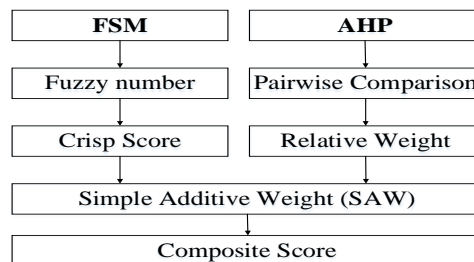 FSM
AHP
Fuzzy number
Pairwise Comparison
Crisp Score
Relative Weight
Simple Additive Weight (SAW)
Composite Score